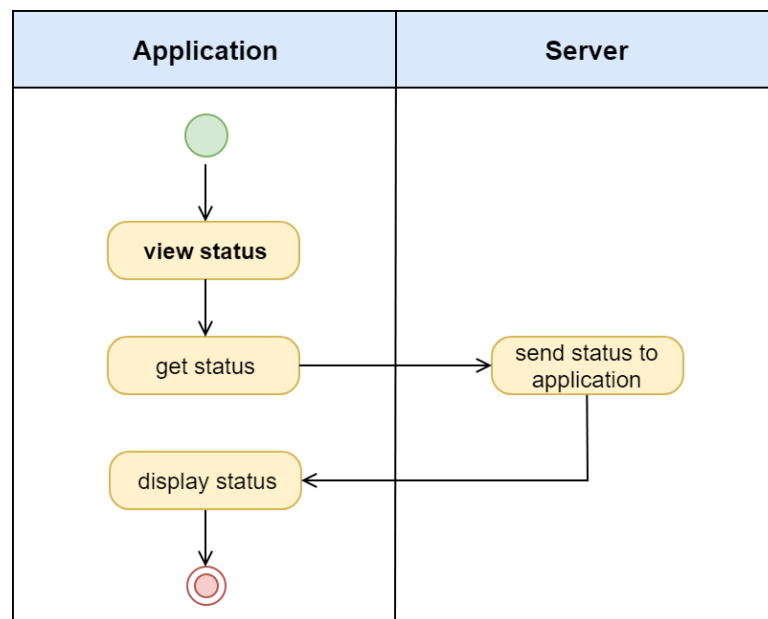 Application
Server
view status
get status
send status to
application
display status